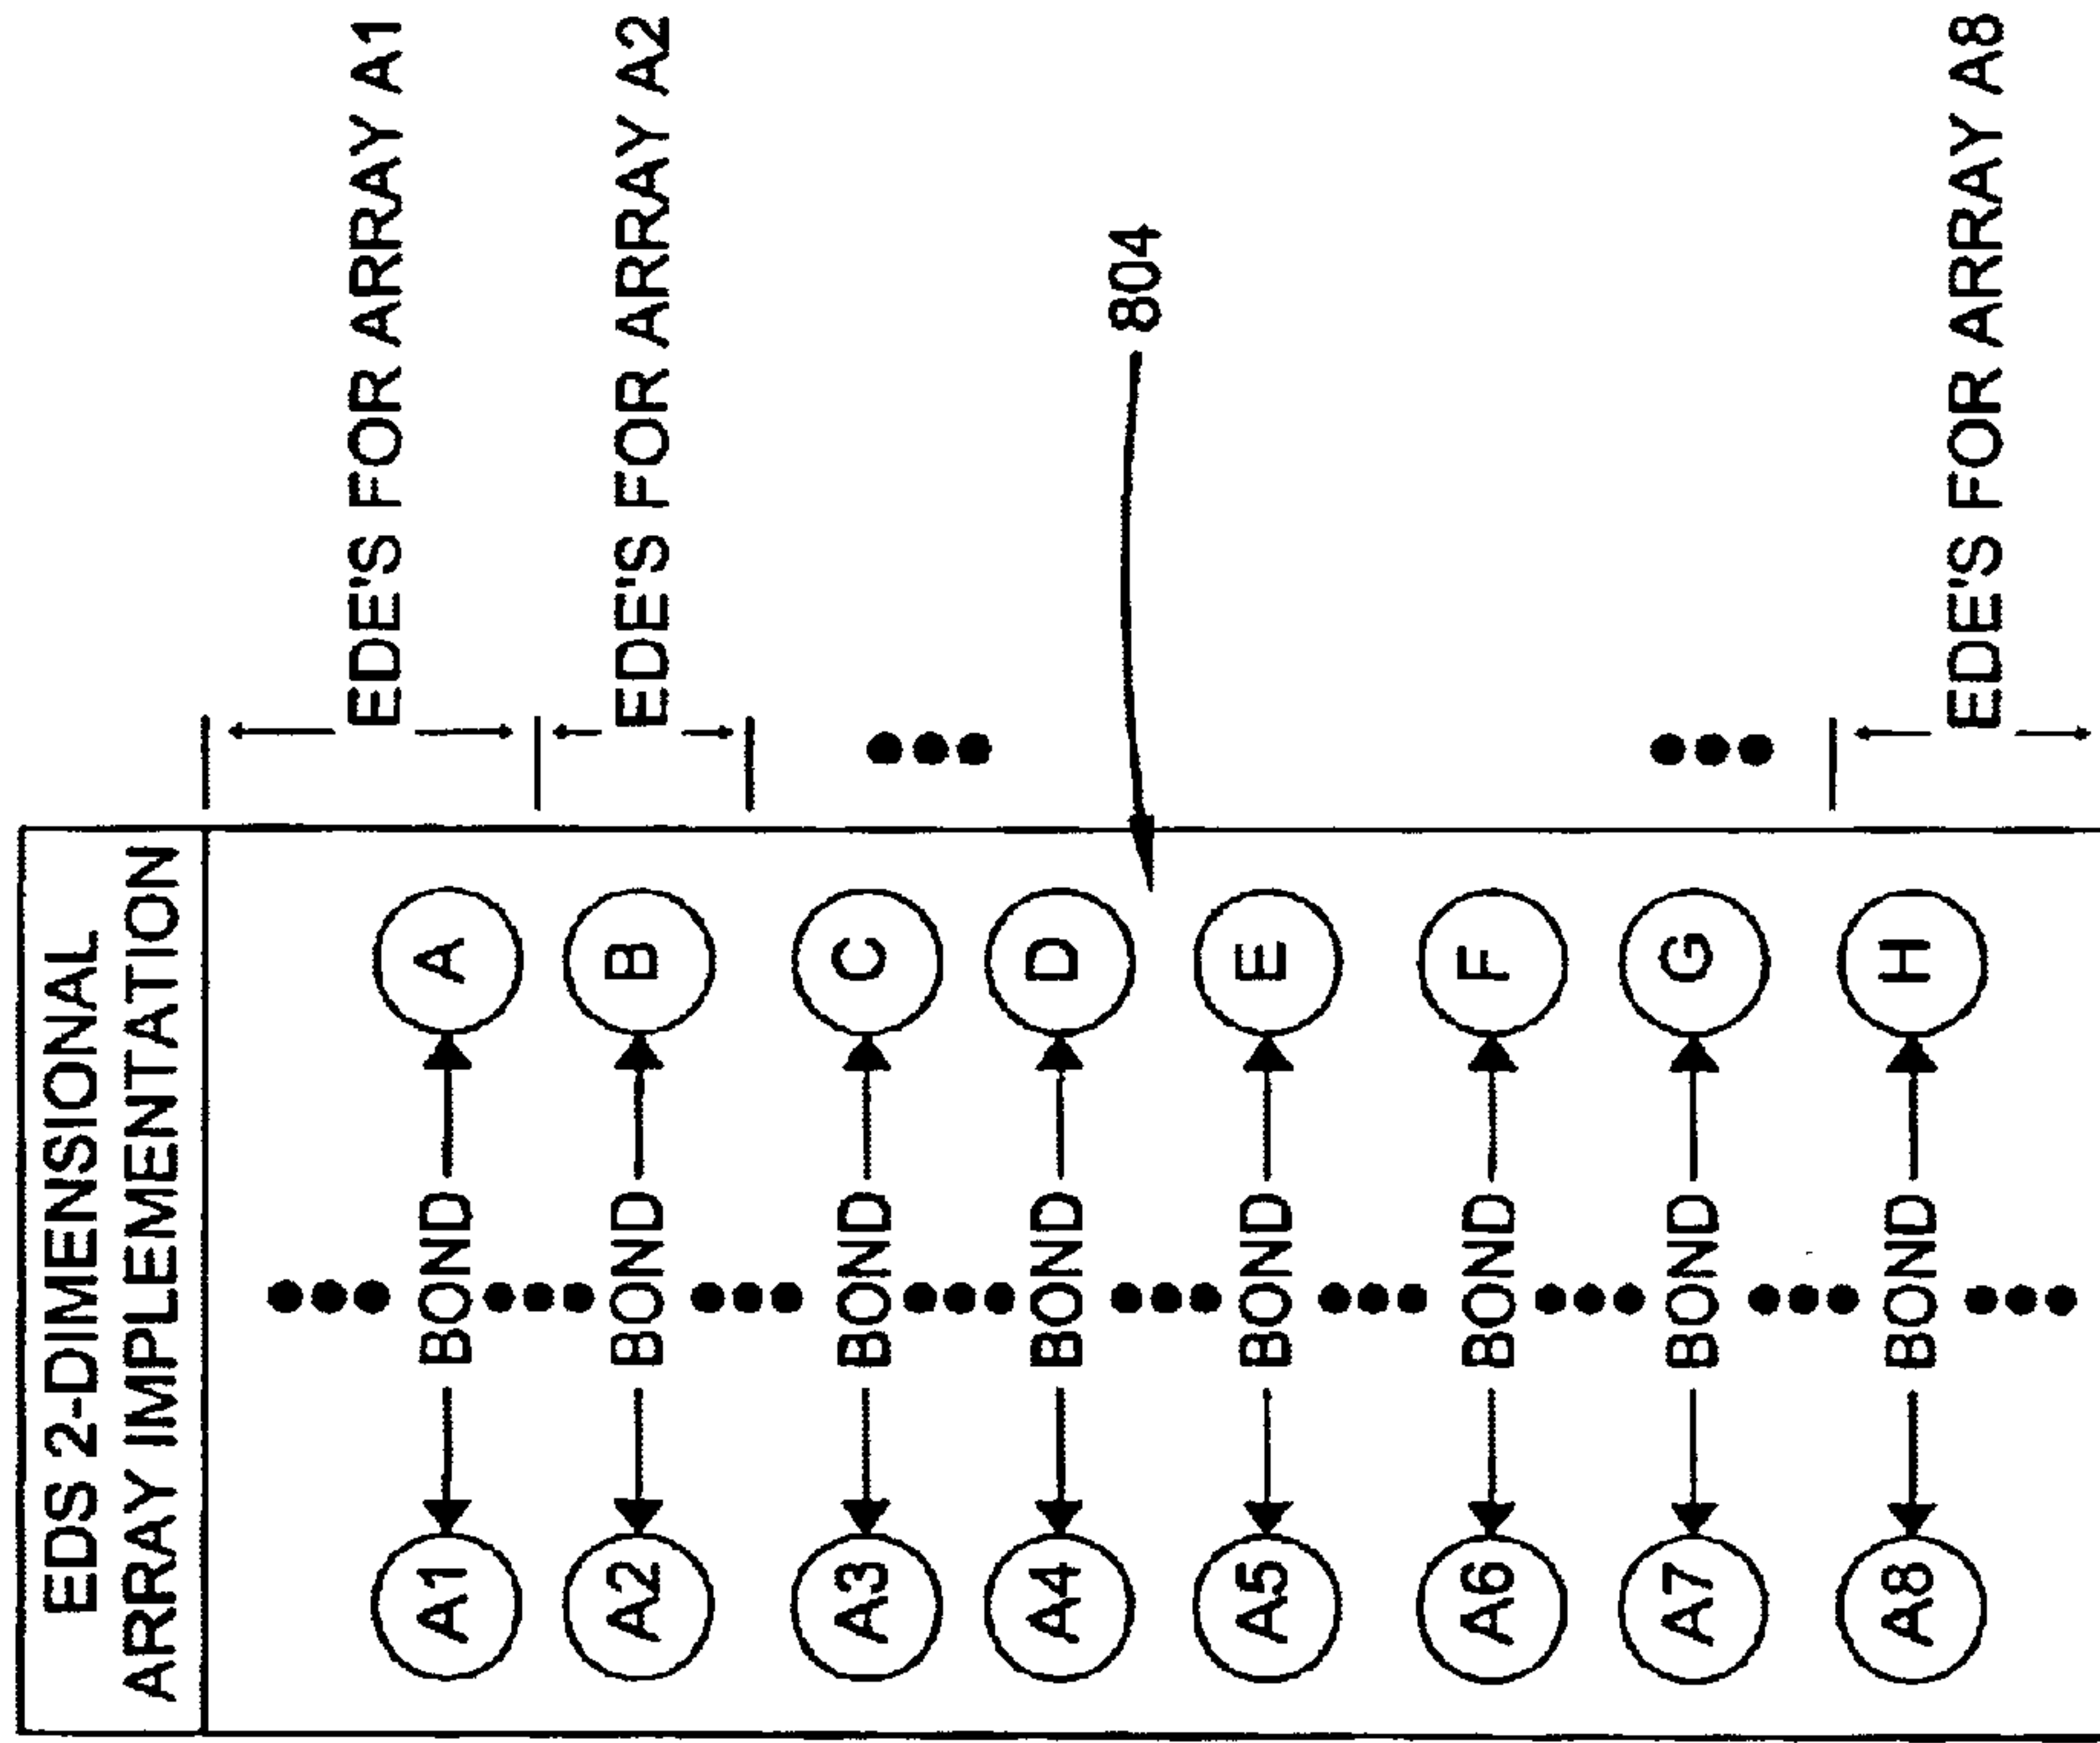 EDS 2-DIMENSIONAL
ARRAY IMPLEMENTATION
EDE'S FOR ARRAY A1
A1 BOND A
EDE'S FOR ARRAY A2
A2 BOND B
A3 BOND C
A4 BOND D
804
A5 BOND E
A6 BOND F
A7 BOND G
A8 BOND H
EDE'S FOR ARRAY A8